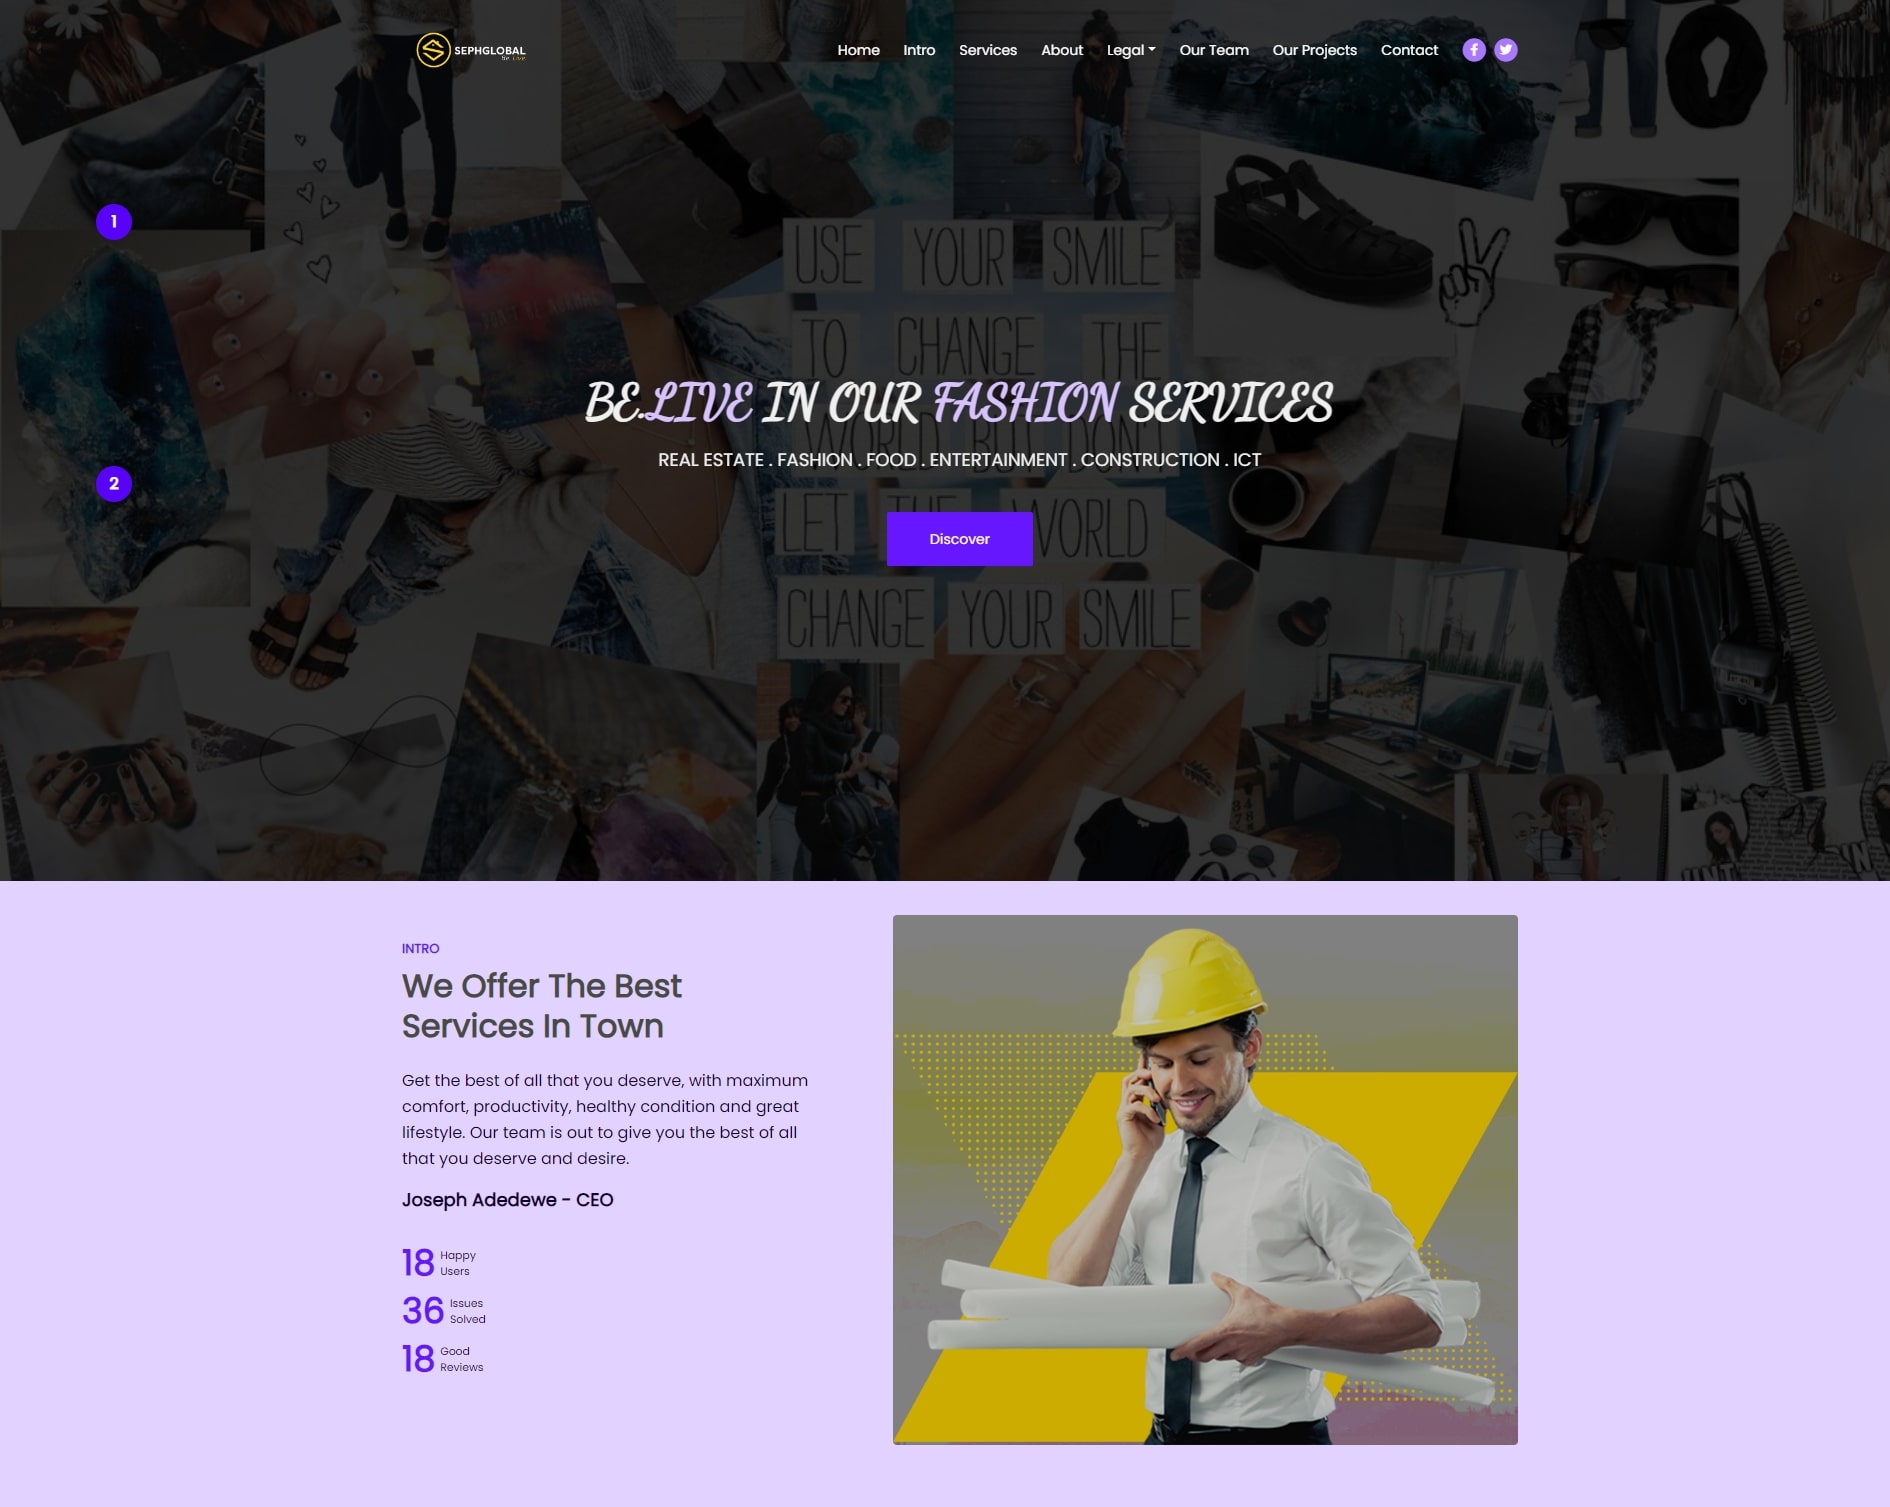 SEPHGLOBAL
Be Live
Home Intro Services About Legal Our Team Our Projects Contact
1
USE YOUR SMILE
TO CHANGE THE
BE.LIVE IN OUR FASHION SERVICES
WORLD BUT DON'T
REAL ESTATE . FASHION . FOOD . ENTERTAINMENT . CONSTRUCTION . ICT
2
LET THE WORLD
Discover
CHANGE YOUR SMILE
INTRO
We Offer The Best
Services In Town
Get the best of all that you deserve, with maximum
comfort, productivity, healthy condition and great
lifestyle. Our team is out to give you the best of all
that you deserve and desire.
Joseph Adedewe - CEO
18 Happy
Users
36 Issues
Solved
18 Good
Reviews